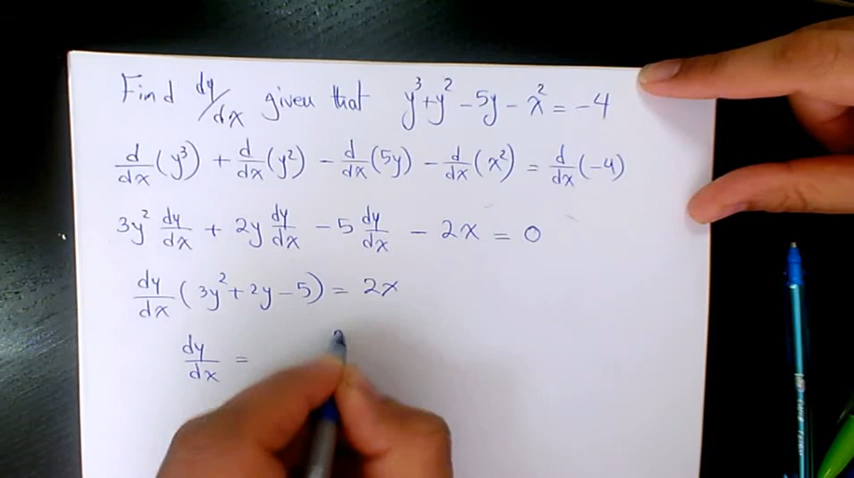 Find dy/dx given that y³+y² - 5y - x² = -4
d/dx (y³) + d/dx (y²) - d/dx (5y) - d/dx (x²) = d/dx (-4)
3y² dy/dx + 2y dy/dx - 5 dy/dx - 2x = 0
dy/dx (3y² + 2y - 5) = 2x
dy/dx =